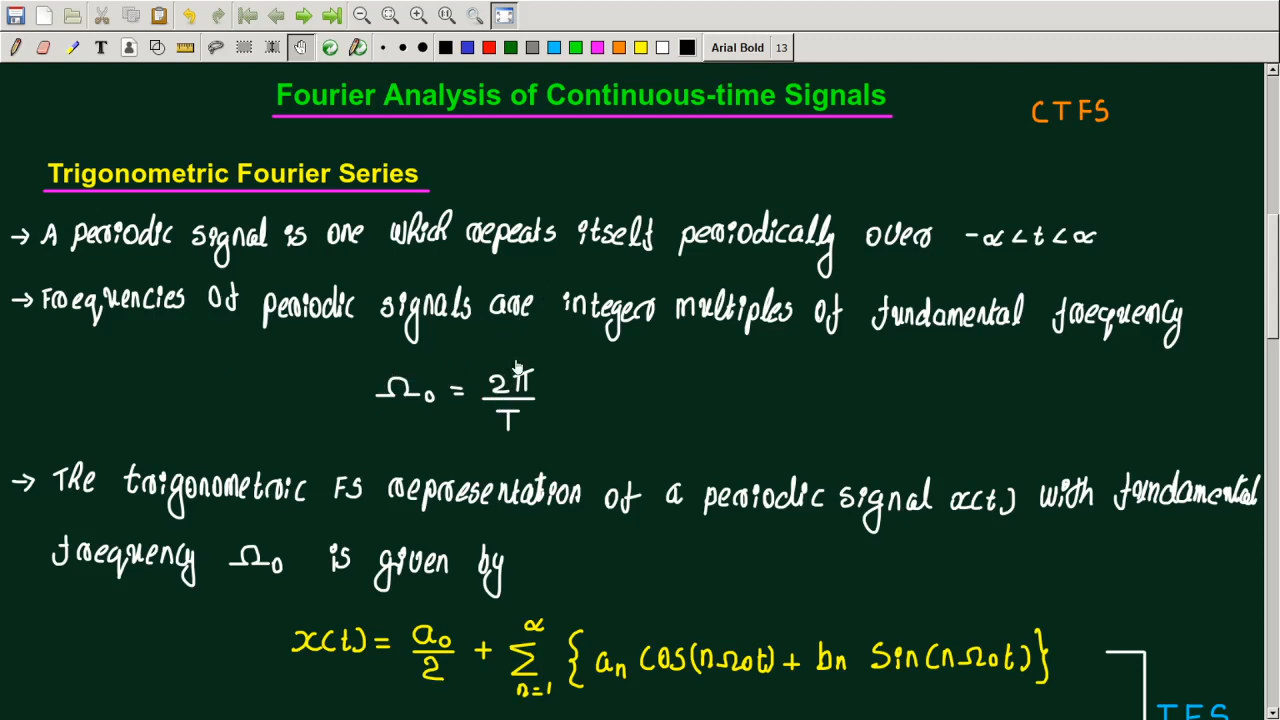 Arial Bold 13
Fourier Analysis of Continuous-time Signals
CTFS
Trigonometric Fourier Series
→ A periodic signal is one which repeats itself periodically over -∝ < t < ∝
→ Frequencies of periodic signals are integer multiples of fundamental frequency
Ω₀ = 2π/T
→ The trigonometric FS representation of a periodic signal x(t) with fundamental
frequency Ω₀ is given by
x(t) = a₀/2 + ∑ₙ₌₁^∝ { aₙ cos(nΩ₀t) + bₙ sin(nΩ₀t) }
TFS